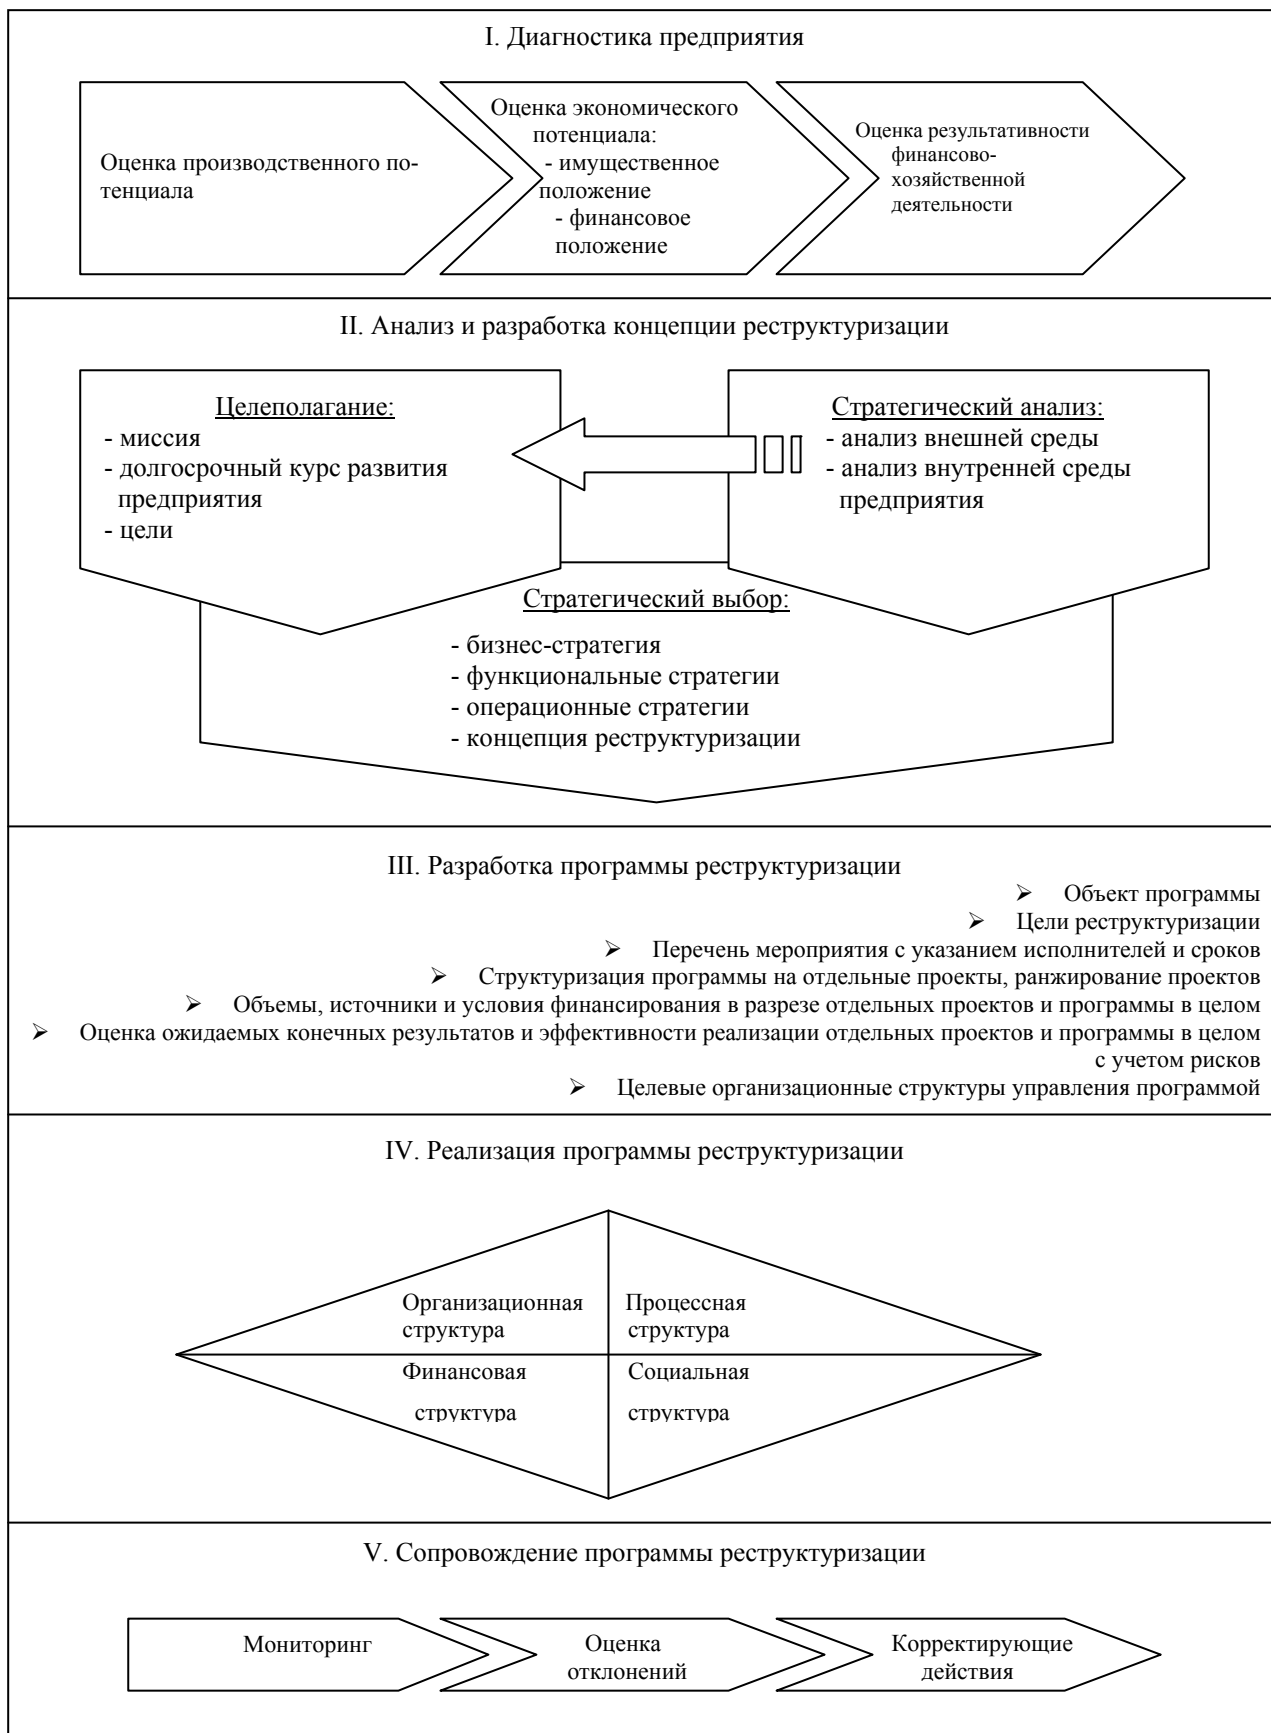 I. Диагностика предприятия
Оценка производственного по-
тенциала
Оценка экономического
потенциала:
- имущественное
положение
- финансовое
положение
Оценка результативности
финансово-
хозяйственной
деятельности
II. Анализ и разработка концепции реструктуризации
Целеполагание:
- миссия
- долгосрочный курс развития
предприятия
- цели
Стратегический анализ:
- анализ внешней среды
- анализ внутренней среды
предприятия
Стратегический выбор:
- бизнес-стратегия
- функциональные стратегии
- операционные стратегии
- концепция реструктуризации
III. Разработка программы реструктуризации
➢ Объект программы
➢ Цели реструктуризации
➢ Перечень мероприятия с указанием исполнителей и сроков
➢ Структуризация программы на отдельные проекты, ранжирование проектов
➢ Объемы, источники и условия финансирования в разрезе отдельных проектов и программы в целом
➢ Оценка ожидаемых конечных результатов и эффективности реализации отдельных проектов и программы в целом
с учетом рисков
➢ Целевые организационные структуры управления программой
IV. Реализация программы реструктуризации
Организационная
структура
Процессная
структура
Финансовая
структура
Социальная
структура
V. Сопровождение программы реструктуризации
Мониторинг
Оценка
отклонений
Корректирующие
действия